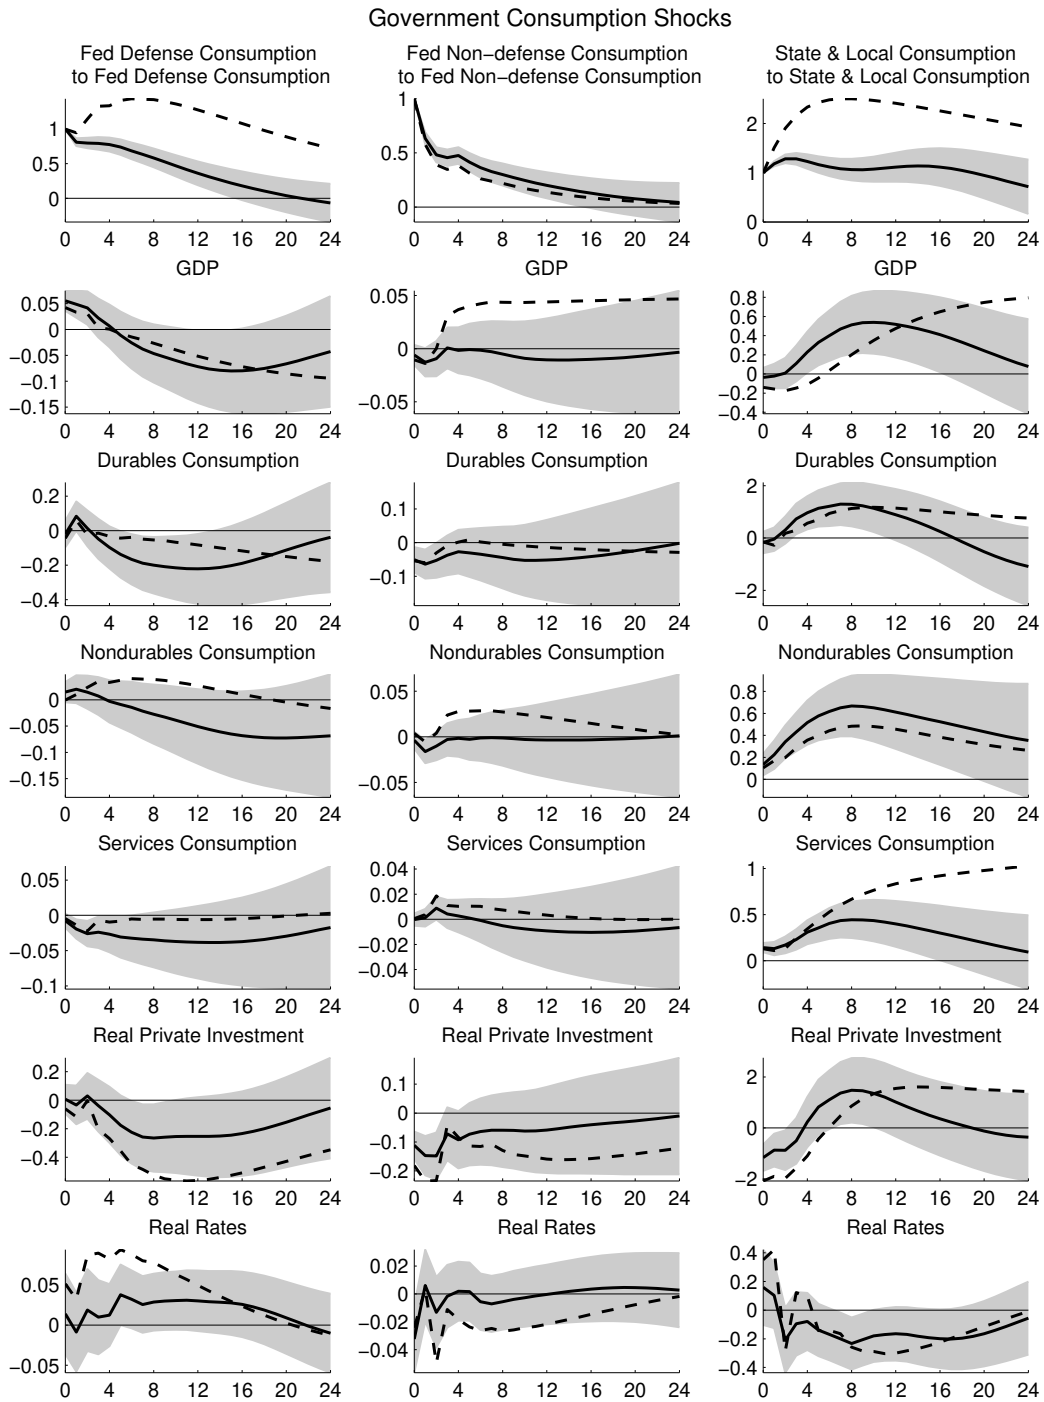 Government Consumption Shocks
Fed Defense Consumption
to Fed Defense Consumption
Fed Non−defense Consumption
to Fed Non−defense Consumption
State & Local Consumption
to State & Local Consumption
1
0.5
0
0 4 8 12 16 20 24
1
0.5
0
0 4 8 12 16 20 24
2
1
0
0 4 8 12 16 20 24
GDP
GDP
GDP
0.05
0
−0.05
−0.1
−0.15
0 4 8 12 16 20 24
0.05
0
−0.05
0 4 8 12 16 20 24
0.8
0.6
0.4
0.2
0
−0.2
−0.4
0 4 8 12 16 20 24
Durables Consumption
Durables Consumption
Durables Consumption
0.2
0
−0.2
−0.4
0 4 8 12 16 20 24
0.1
0
−0.1
0 4 8 12 16 20 24
2
0
−2
0 4 8 12 16 20 24
Nondurables Consumption
Nondurables Consumption
Nondurables Consumption
0
−0.05
−0.1
−0.15
0 4 8 12 16 20 24
0.05
0
−0.05
0 4 8 12 16 20 24
0.8
0.6
0.4
0.2
0
0 4 8 12 16 20 24
Services Consumption
Services Consumption
Services Consumption
0.05
0
−0.05
−0.1
0 4 8 12 16 20 24
0.04
0.02
0
−0.02
−0.04
0 4 8 12 16 20 24
1
0.5
0
0 4 8 12 16 20 24
Real Private Investment
Real Private Investment
Real Private Investment
0.2
0
−0.2
−0.4
0 4 8 12 16 20 24
0.1
0
−0.1
−0.2
0 4 8 12 16 20 24
2
0
−2
0 4 8 12 16 20 24
Real Rates
Real Rates
Real Rates
0.05
0
−0.05
0 4 8 12 16 20 24
0.02
0
−0.02
−0.04
0 4 8 12 16 20 24
0.4
0.2
0
−0.2
−0.4
0 4 8 12 16 20 24